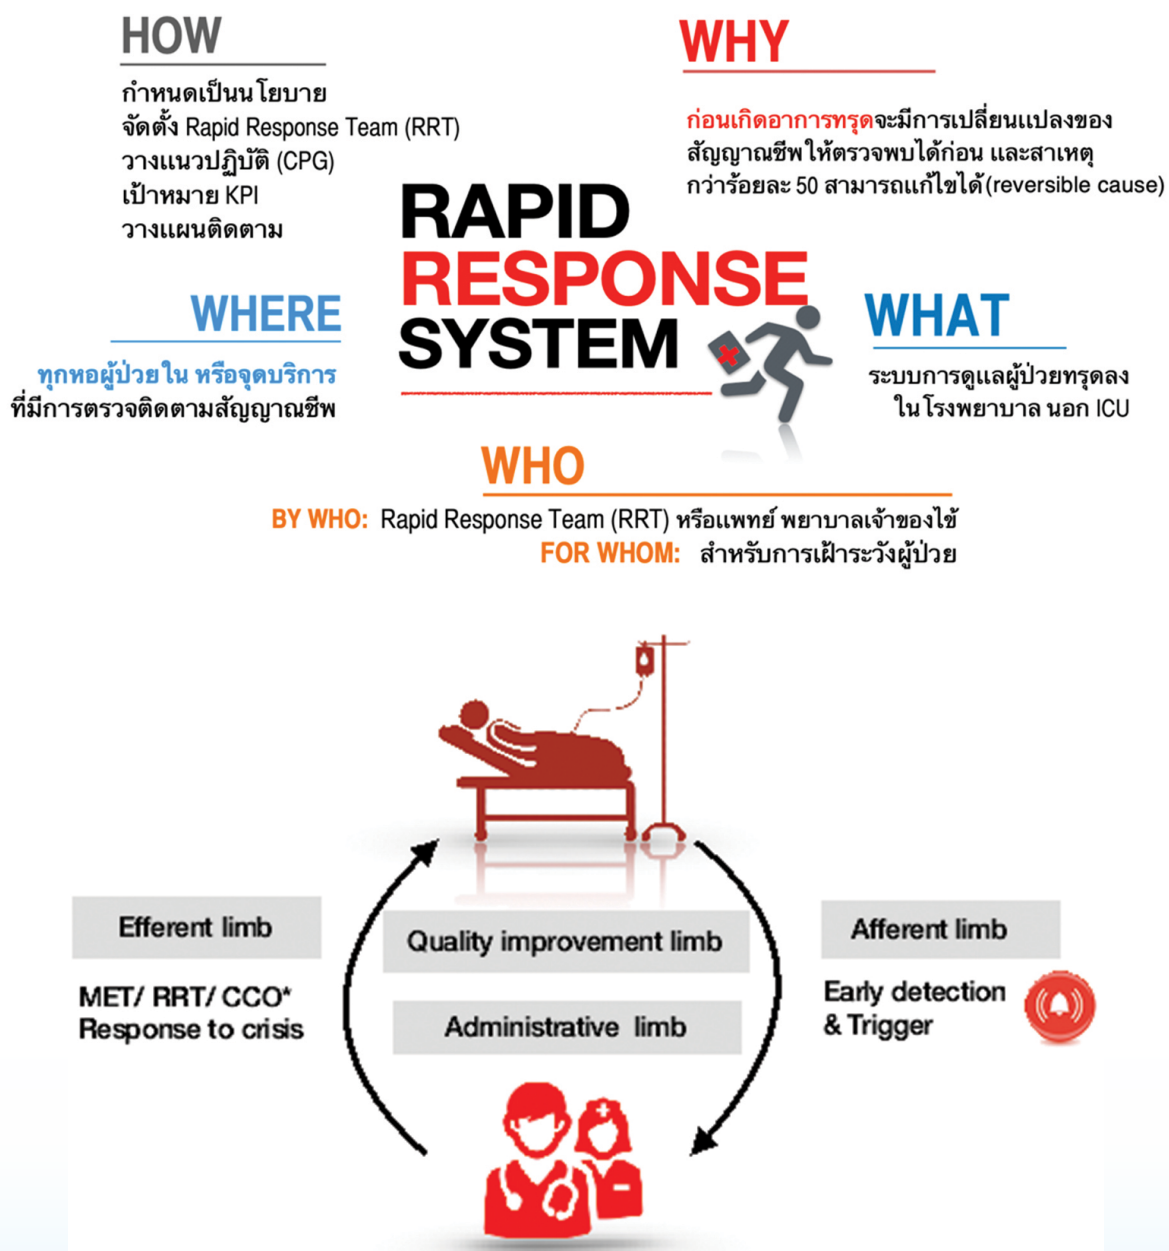 HOW
กำหนดเป็นนโยบาย
จัดตั้ง Rapid Response Team (RRT)
วางแนวปฏิบัติ (CPG)
เป้าหมาย KPI
วางแผนติดตาม
WHY
ก่อนเกิดอาการทรุดจะมีการเปลี่ยนแปลงของ
สัญญาณชีพให้ตรวจพบได้ก่อน และสาเหตุ
กว่าร้อยละ 50 สามารถแก้ไขได้(reversible cause)
RAPID
RESPONSE
SYSTEM
WHERE
ทุกหอผู้ป่วยใน หรือจุดบริการ
ที่มีการตรวจติดตามสัญญาณชีพ
WHAT
ระบบการดูแลผู้ป่วยทรุดลง
ในโรงพยาบาล นอก ICU
WHO
BY WHO: Rapid Response Team (RRT) หรือแพทย์ พยาบาลเจ้าของไข้
FOR WHOM: สำหรับการเฝ้าระวังผู้ป่วย
Efferent limb
MET/ RRT/ CCO*
Response to crisis
Quality improvement limb
Administrative limb
Afferent limb
Early detection
& Trigger